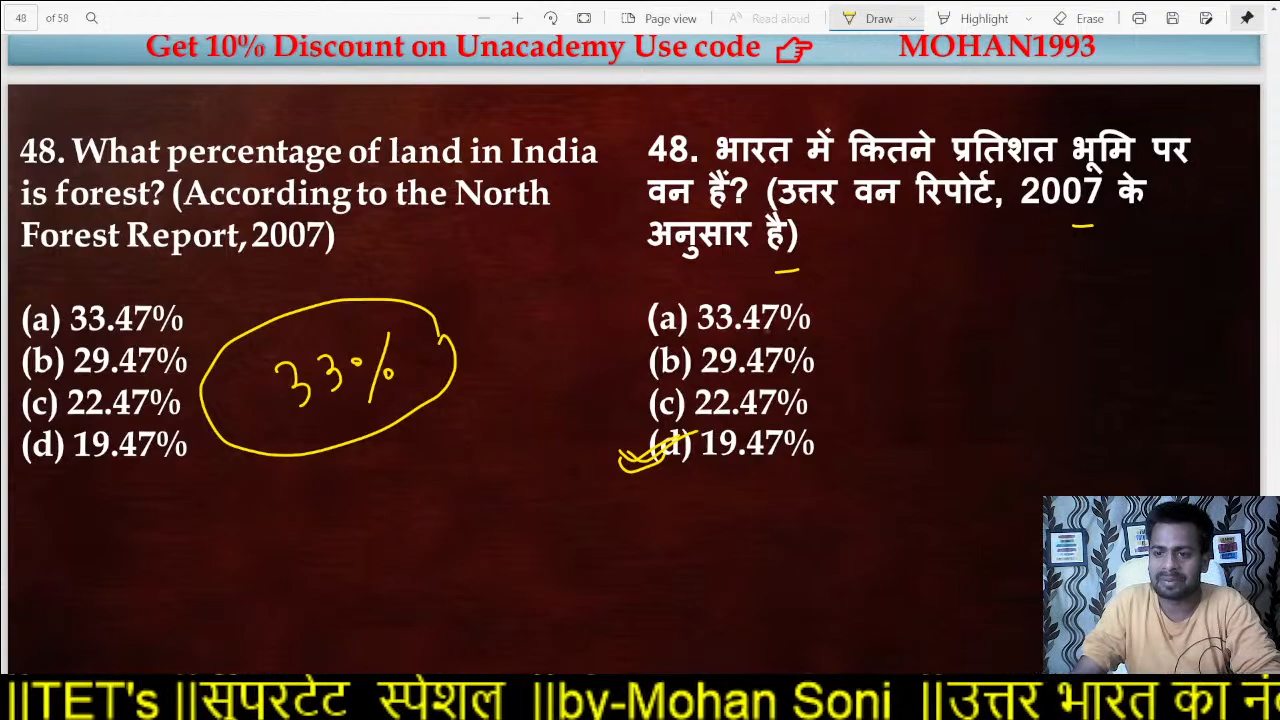 48 of 58 Page view Read aloud Draw Highlight Erase
Get 10% Discount on Unacademy Use code MOHAN1993
48. What percentage of land in India
is forest? (According to the North
Forest Report, 2007)
(a) 33.47%
(b) 29.47%
(c) 22.47%
(d) 19.47%
33%
48. भारत में कितने प्रतिशत भूमि पर
वन हैं? (उत्तर वन रिपोर्ट, 2007 के
अनुसार है)
(a) 33.47%
(b) 29.47%
(c) 22.47%
(d) 19.47%
||TET's ||सुपरटेट स्पेशल ||by-Mohan Soni ||उत्तर भारत का नं